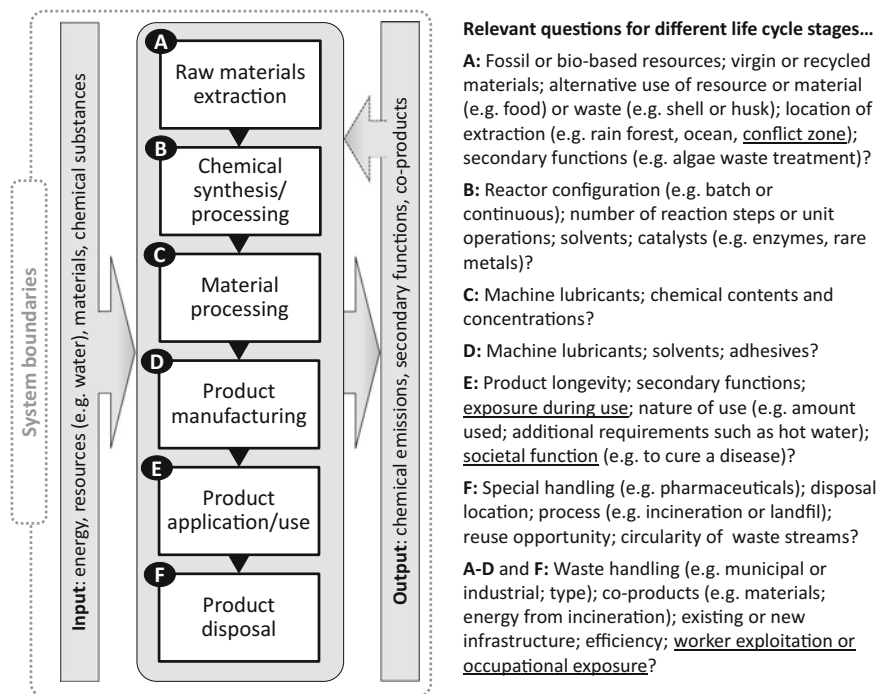 System boundaries
Input: energy, resources (e.g. water), materials, chemical substances
A
Raw materials
extraction
B
Chemical
synthesis/
processing
C
Material
processing
D
Product
manufacturing
E
Product
application/use
F
Product
disposal
Output: chemical emissions, secondary functions, co-products
Relevant questions for different life cycle stages…
A: Fossil or bio-based resources; virgin or recycled
materials; alternative use of resource or material
(e.g. food) or waste (e.g. shell or husk); location of
extraction (e.g. rain forest, ocean, conflict zone);
secondary functions (e.g. algae waste treatment)?
B: Reactor configuration (e.g. batch or
continuous); number of reaction steps or unit
operations; solvents; catalysts (e.g. enzymes, rare
metals)?
C: Machine lubricants; chemical contents and
concentrations?
D: Machine lubricants; solvents; adhesives?
E: Product longevity; secondary functions;
exposure during use; nature of use (e.g. amount
used; additional requirements such as hot water);
societal function (e.g. to cure a disease)?
F: Special handling (e.g. pharmaceuticals); disposal
location; process (e.g. incineration or landfil);
reuse opportunity; circularity of waste streams?
A-D and F: Waste handling (e.g. municipal or
industrial; type); co-products (e.g. materials;
energy from incineration); existing or new
infrastructure; efficiency; worker exploitation or
occupational exposure?